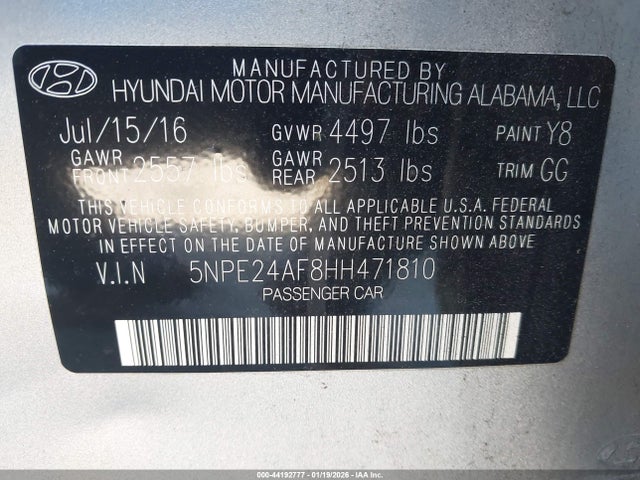 MANUFACTURED BY
HYUNDAI MOTOR MANUFACTURING ALABAMA, LLC
Jul/15/16 GVWR 4497 lbs PAINT Y8
GAWR FRONT 2557 lbs GAWR REAR 2513 lbs TRIM GG
THIS VEHICLE CONFORMS TO ALL APPLICABLE U.S.A. FEDERAL
MOTOR VEHICLE SAFETY, BUMPER, AND THEFT PREVENTION STANDARDS
IN EFFECT ON THE DATE OF MANUFACTURE SHOWN ABOVE
V.I.N 5NPE24AF8HH471810
PASSENGER CAR
000-44192777 - 01/19/2026 - IAAI.COM